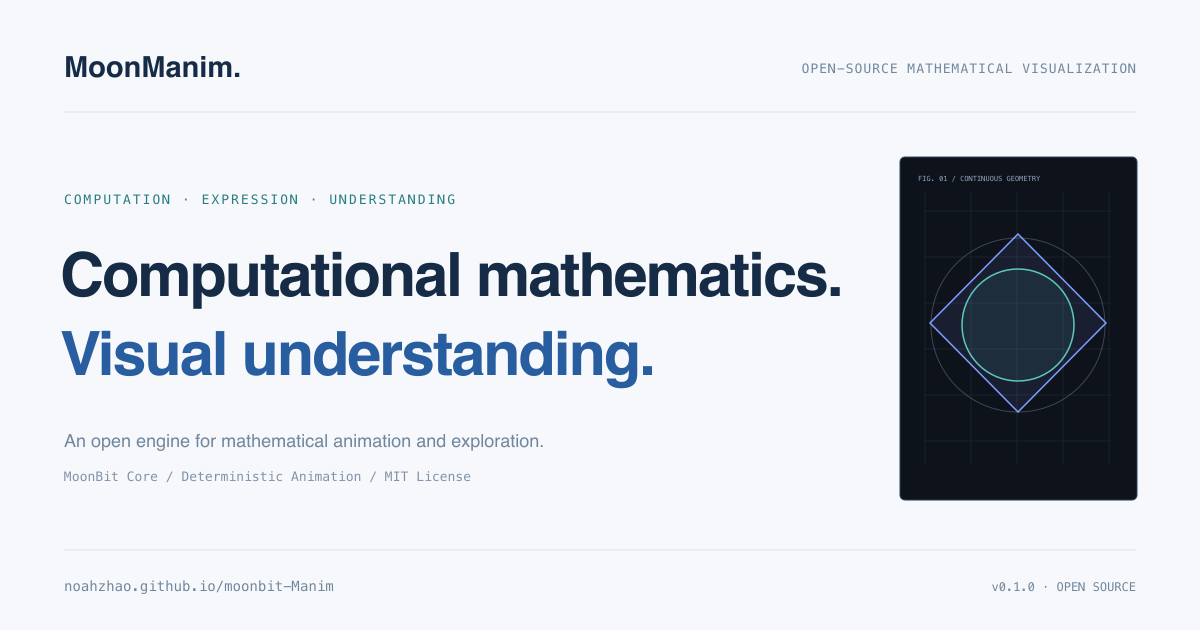 MoonManim.
OPEN-SOURCE MATHEMATICAL VISUALIZATION
COMPUTATION · EXPRESSION · UNDERSTANDING
Computational mathematics.
Visual understanding.
An open engine for mathematical animation and exploration.
MoonBit Core / Deterministic Animation / MIT License
FIG. 01 / CONTINUOUS GEOMETRY
noahzhao.github.io/moonbit-Manim
v0.1.0 · OPEN SOURCE